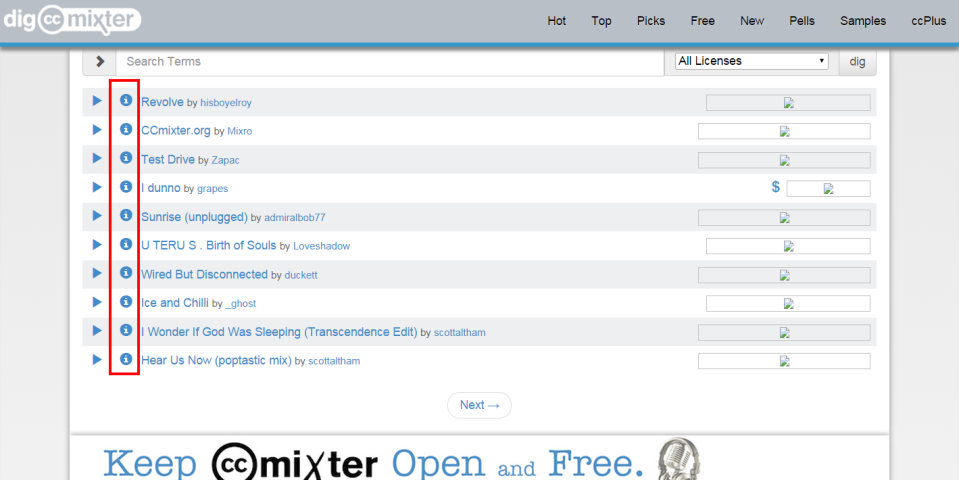 dig cc mixter
Hot Top Picks Free New Pells Samples ccPlus
Search Terms All Licenses dig
Revolve by hisboyelroy
CCmixter.org by Mixro
Test Drive by Zapac
I dunno by grapes $
Sunrise (unplugged) by admiralbob77
U TERU S . Birth of Souls by Loveshadow
Wired But Disconnected by duckett
Ice and Chilli by _ghost
I Wonder If God Was Sleeping (Transcendence Edit) by scottaltham
Hear Us Now (poptastic mix) by scottaltham
Next →
Keep ccmixter Open and Free.